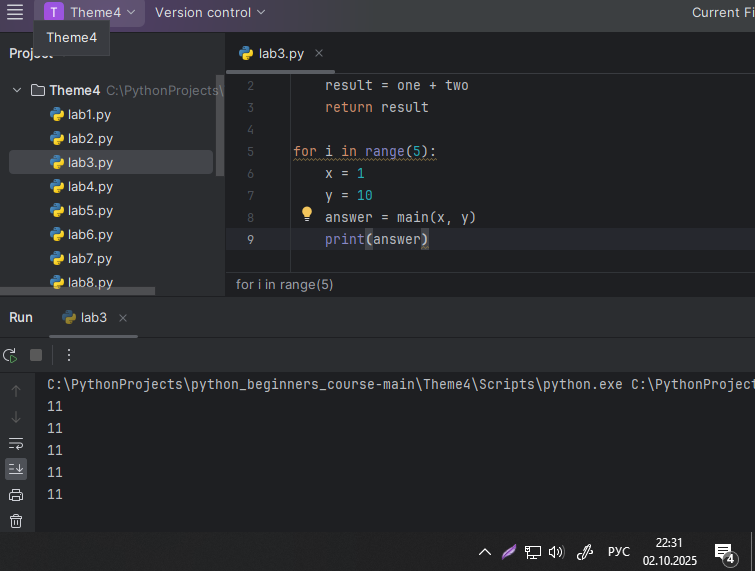 T Theme4 Version control Current Fi
Theme4
Project
lab3.py
Theme4 C:\PythonProjects\
lab1.py
lab2.py
lab3.py
lab4.py
lab5.py
lab6.py
lab7.py
lab8.py
2 result = one + two
3 return result
4
5 for i in range(5):
6 x = 1
7 y = 10
8 answer = main(x, y)
9 print(answer)
for i in range(5)
Run lab3
C:\PythonProjects\python_beginners_course-main\Theme4\Scripts\python.exe C:\PythonProject
11
11
11
11
11
РУС
22:31
02.10.2025
4